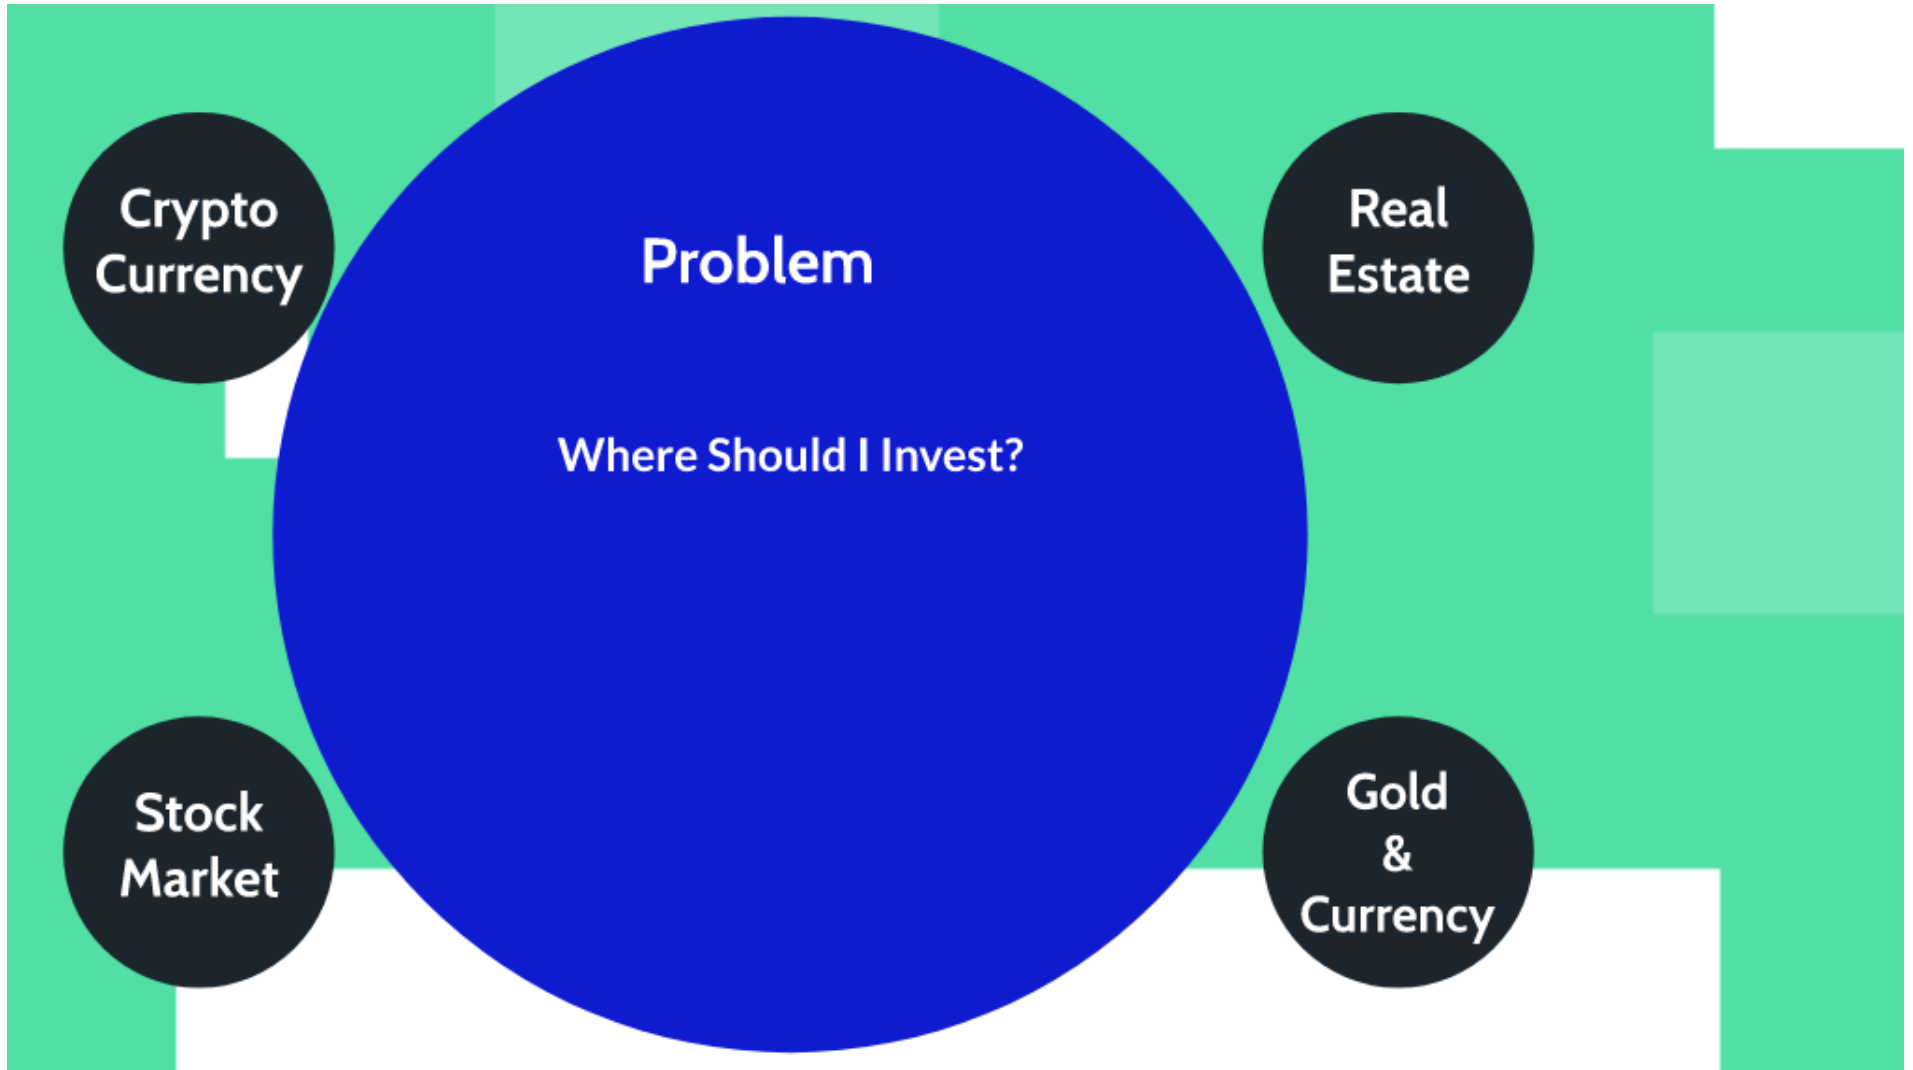 Crypto
Currency
Problem
Where Should I Invest?
Real
Estate
Stock
Market
Gold
&
Currency